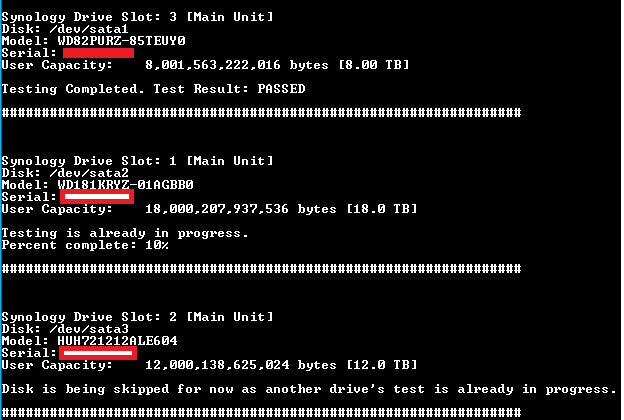 Synology Drive Slot: 3 [Main Unit]
Disk: /dev/sata1
Model: WD82PURZ-85TEUY0
Serial:
User Capacity:    8,001,563,222,016 bytes [8.00 TB]
Testing Completed. Test Result: PASSED
#################################################################
Synology Drive Slot: 1 [Main Unit]
Disk: /dev/sata2
Model: WD181KRYZ-01AGBB0
Serial:
User Capacity:    18,000,207,937,536 bytes [18.0 TB]
Testing is already in progress.
Percent complete: 10%
#################################################################
Synology Drive Slot: 2 [Main Unit]
Disk: /dev/sata3
Model: HUH721212ALE604
Serial:
User Capacity:    12,000,138,625,024 bytes [12.0 TB]
Disk is being skipped for now as another drive's test is already in progress.
#################################################################